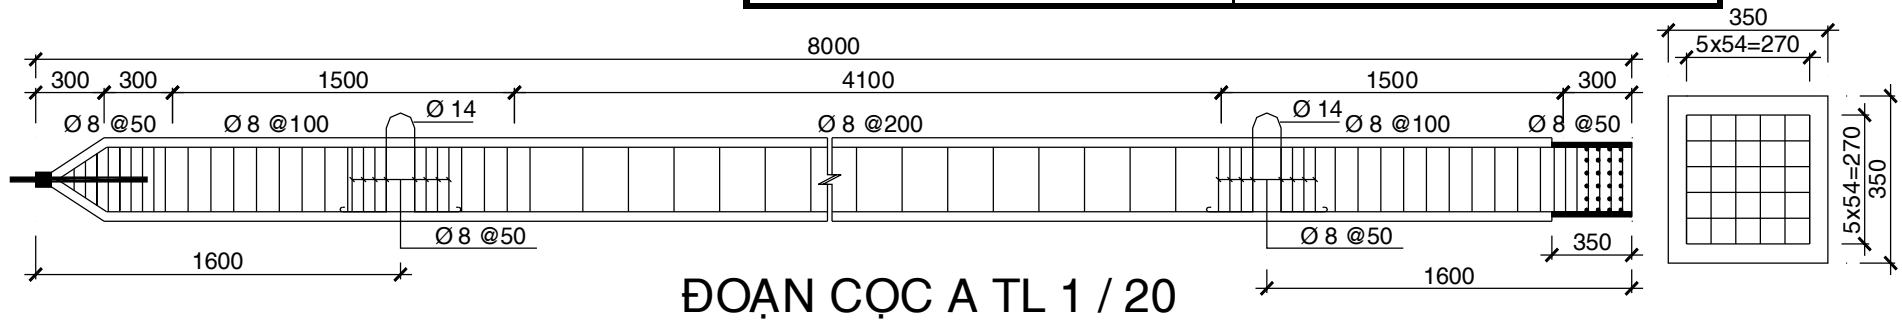 350
8000
5x54=270
300 300 1500 4100 1500 300
Ø 14 Ø 14
Ø 8 @50 Ø 8 @100 Ø 8 @200 Ø 8 @100 Ø 8 @50
5x54=270
350
Ø 8 @50 Ø 8 @50
350
1600 1600
ĐOẠN CỌC A TL 1 / 20